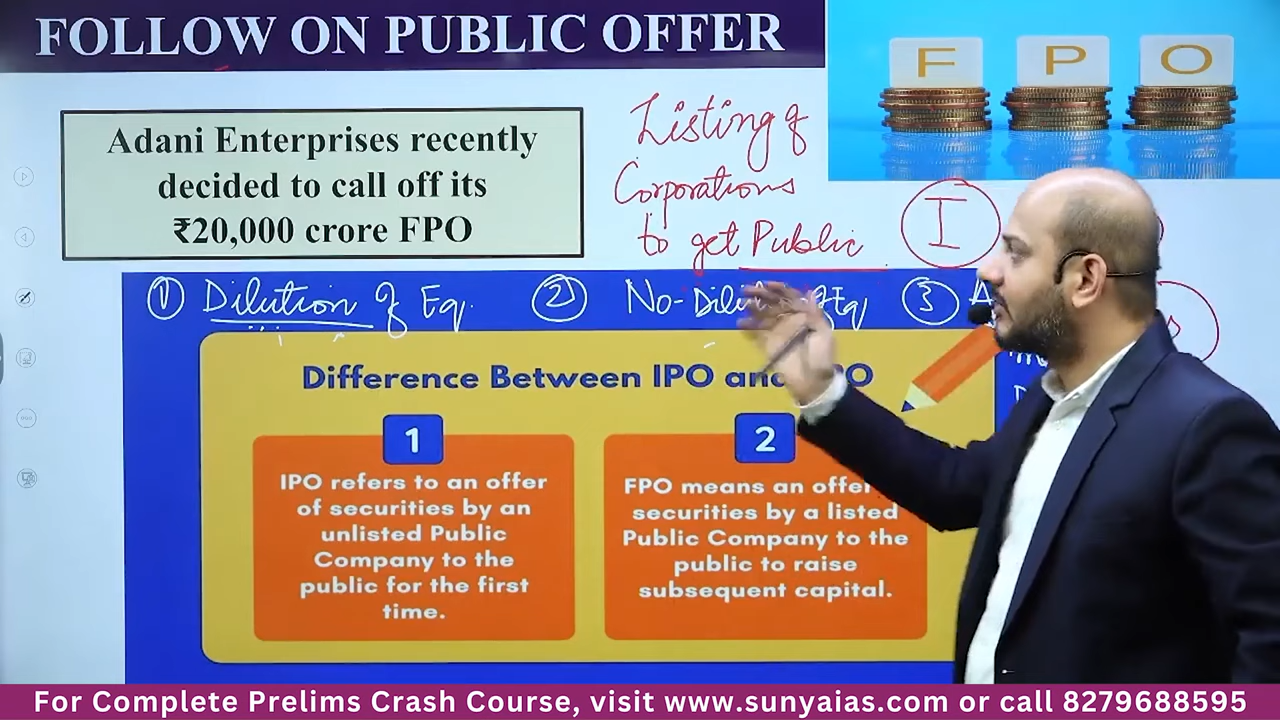 FOLLOW ON PUBLIC OFFER
F P O
Adani Enterprises recently
decided to call off its
₹20,000 crore FPO
Listing of
Corporations
to get Public
I
① Dilution of Eq.
② No-Dilu of Eq
③ A
Difference Between IPO and PO
1
IPO refers to an offer
of securities by an
unlisted Public
Company to the
public for the first
time.
2
FPO means an offer
securities by a listed
Public Company to the
public to raise
subsequent capital.
For Complete Prelims Crash Course, visit www.sunyaias.com or call 8279688595